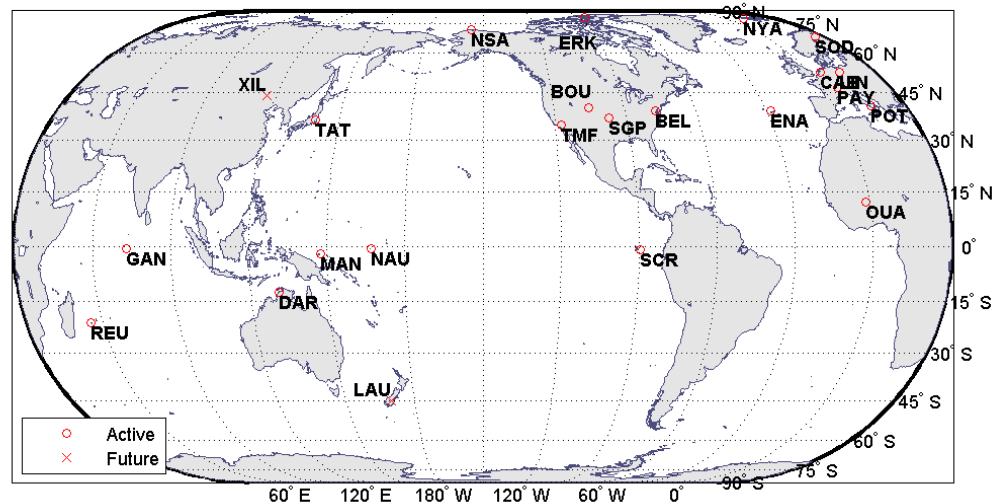 90° N
75° N
NYA
NSA
SOD
ERK
60° N
XIL
CAB
LIN
BOU
PAY
45° N
BEL
ENA
POT
TAT
SGP
TMF
30° N
15° N
OUA
0°
GAN
MAN
NAU
SCR
DAR
15° S
REU
30° S
LAU
45° S
Active
60° S
Future
75° S
90° S
60° E
120° E
180° W
120° W
60° W
0°